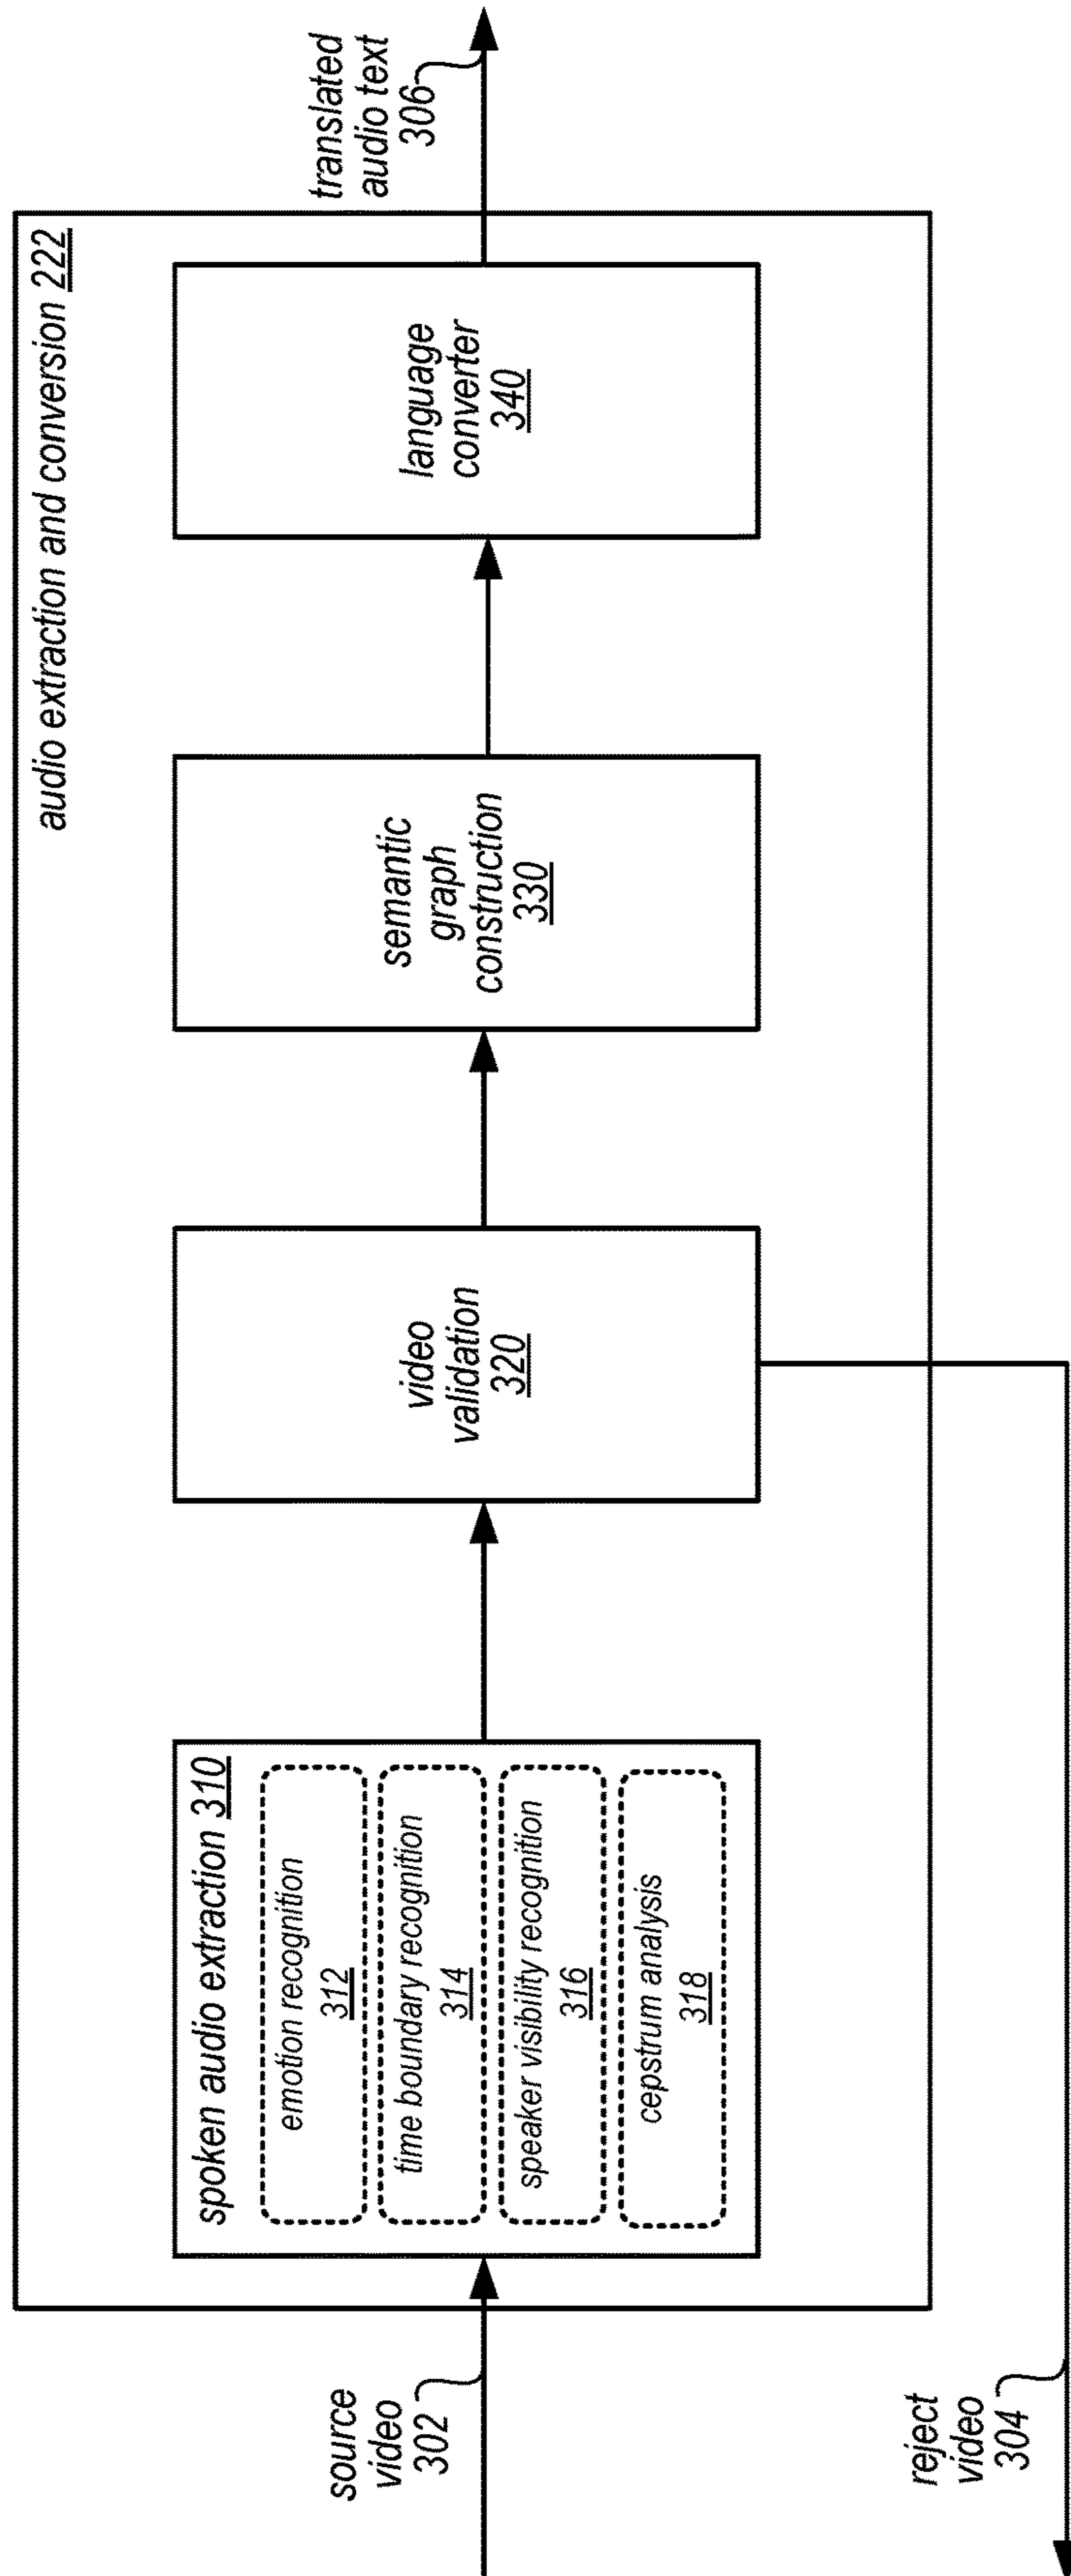 audio extraction and conversion 222
source
video
302
spoken audio extraction 310
emotion recognition
312
time boundary recognition
314
speaker visibility recognition
316
cepstrum analysis
318
video
validation
320
semantic
graph
construction
330
language
converter
340
translated
audio text
306
reject
video
304